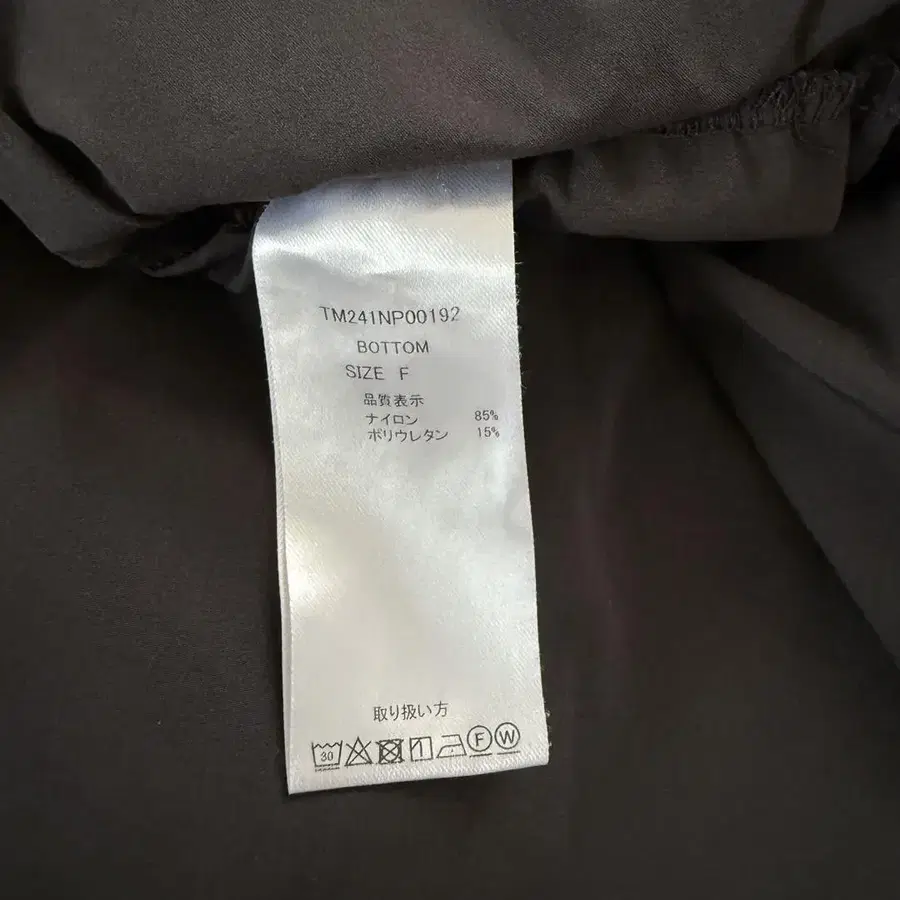 TM241NP00192
BOTTOM
SIZE F
品質表示
ナイロン 85%
ポリウレタン 15%
取り扱い方
30 F W